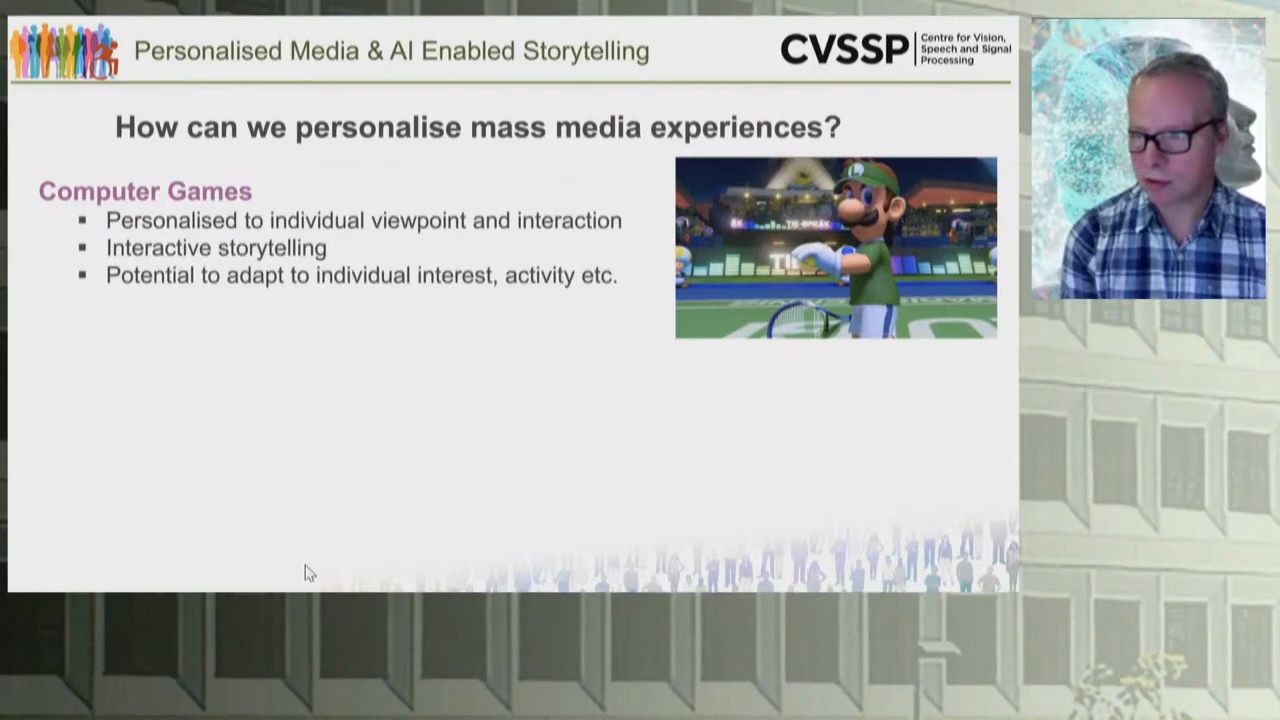 Personalised Media & AI Enabled Storytelling
CVSSP
Centre for Vision,
Speech and Signal
Processing
How can we personalise mass media experiences?
Computer Games
Personalised to individual viewpoint and interaction
Interactive storytelling
Potential to adapt to individual interest, activity etc.
L
TIE-BREAK